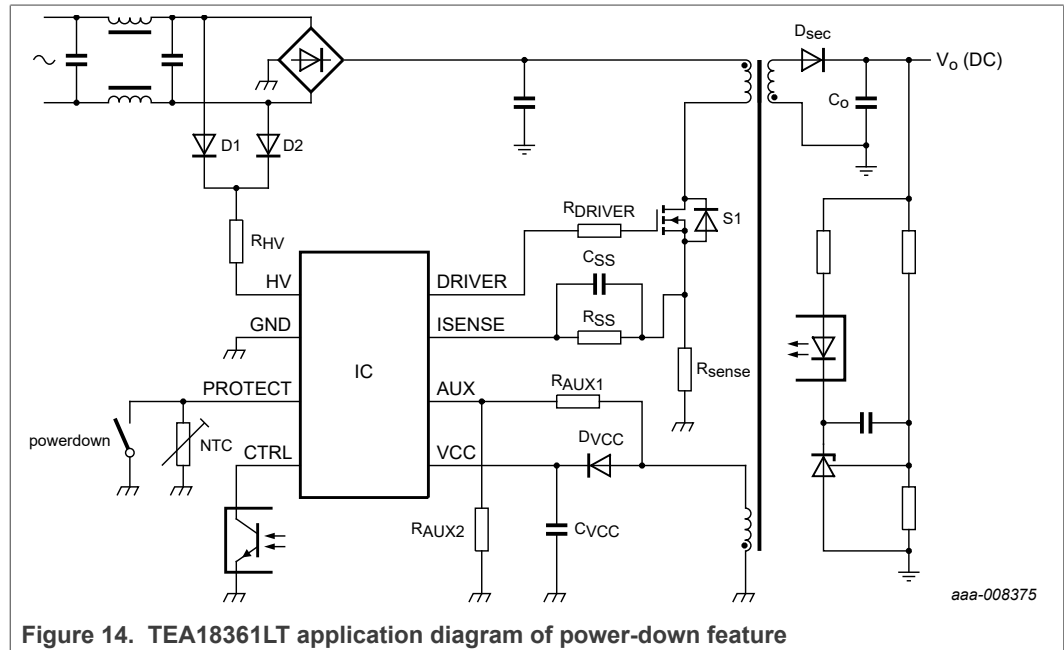 Dsec
Vo (DC)
Co
D1
D2
RHV
RDRIVER
S1
CSS
RSS
HV
DRIVER
GND
ISENSE
IC
Rsense
PROTECT
AUX
RAUX1
powerdown
NTC
CTRL
VCC
DVCC
RAUX2
CVCC
aaa-008375
Figure 14. TEA18361LT application diagram of power-down feature